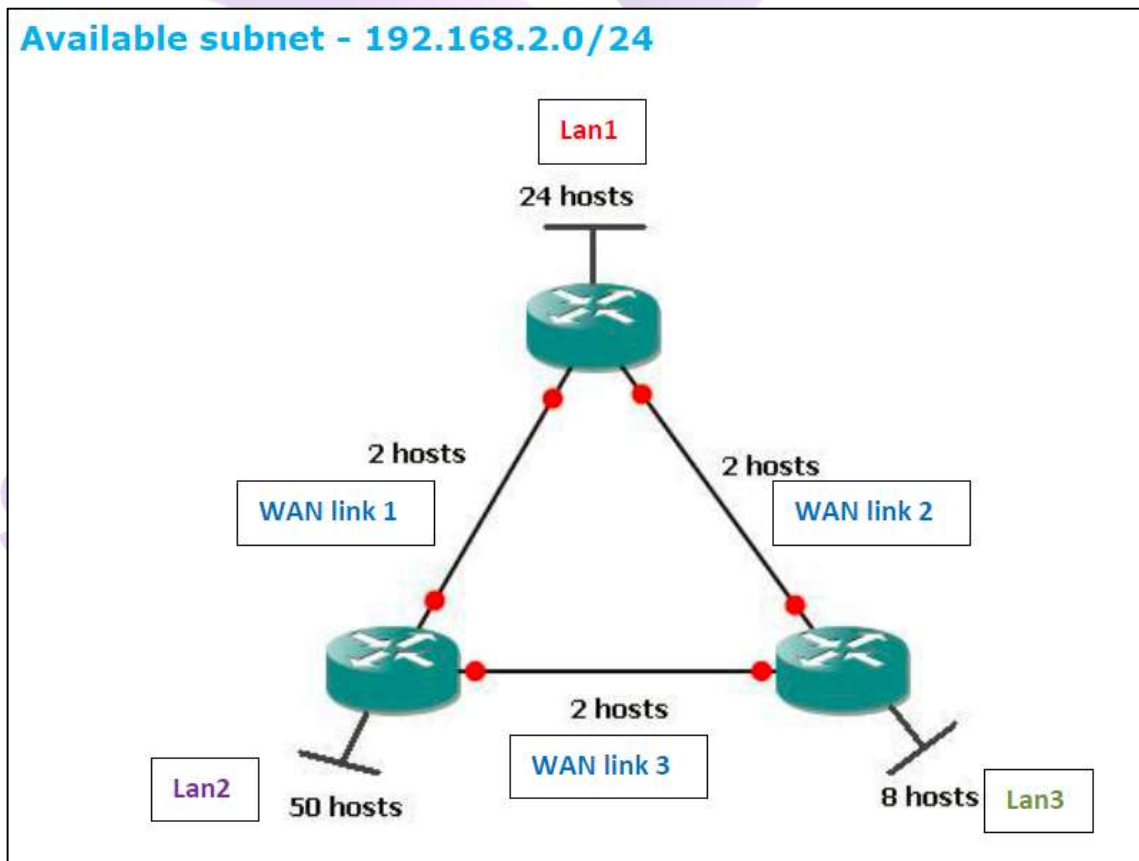 Available subnet - 192.168.2.0/24
Lan1
24 hosts
2 hosts
2 hosts
WAN link 1
WAN link 2
2 hosts
WAN link 3
Lan2
50 hosts
8 hosts
Lan3